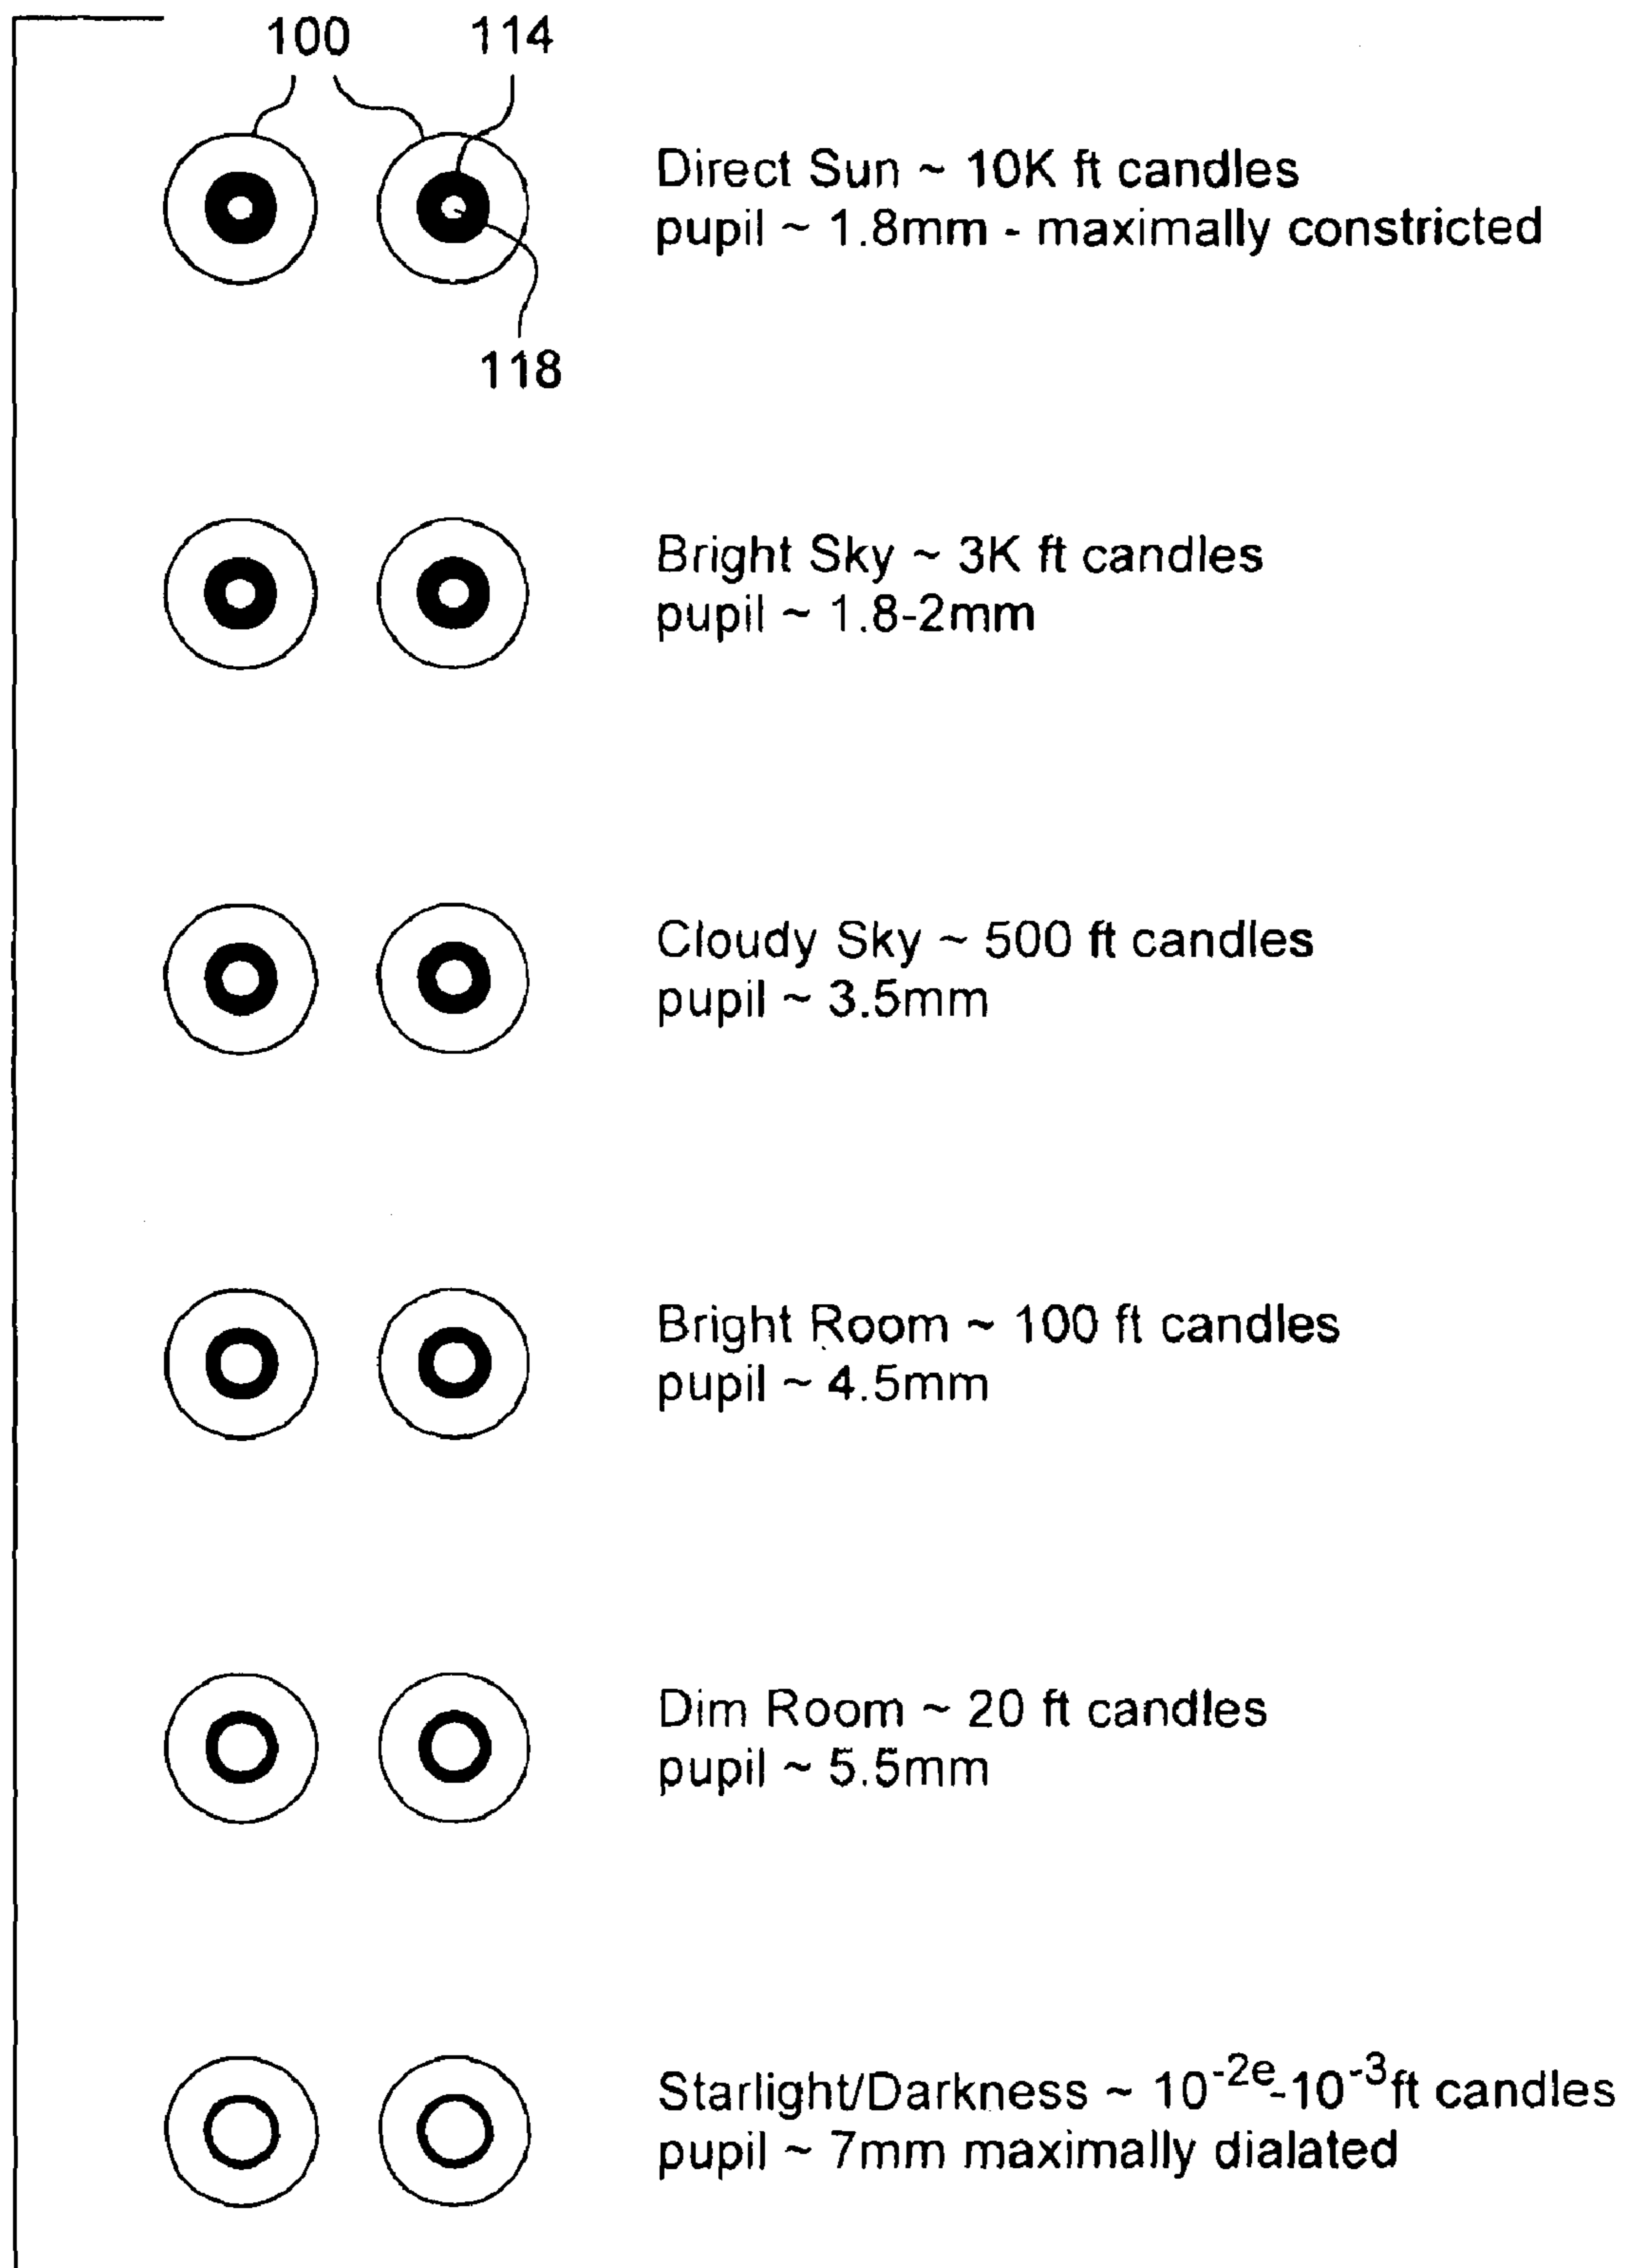 100 114
Direct Sun ~ 10K ft candles
pupil ~ 1.8mm - maximally constricted
118
Bright Sky ~ 3K ft candles
pupil ~ 1.8-2mm
Cloudy Sky ~ 500 ft candles
pupil ~ 3.5mm
Bright Room ~ 100 ft candles
pupil ~ 4.5mm
Dim Room ~ 20 ft candles
pupil ~ 5.5mm
Starlight/Darkness ~ 10⁻²ᵉ-10⁻³ft candles
pupil ~ 7mm maximally dialated